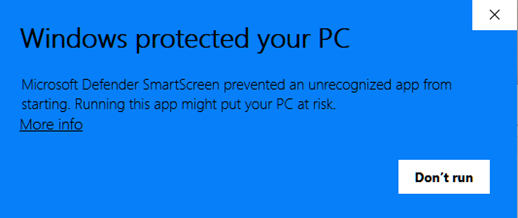 Windows protected your PC
Microsoft Defender SmartScreen prevented an unrecognized app from
starting. Running this app might put your PC at risk.
More info
Don’t run